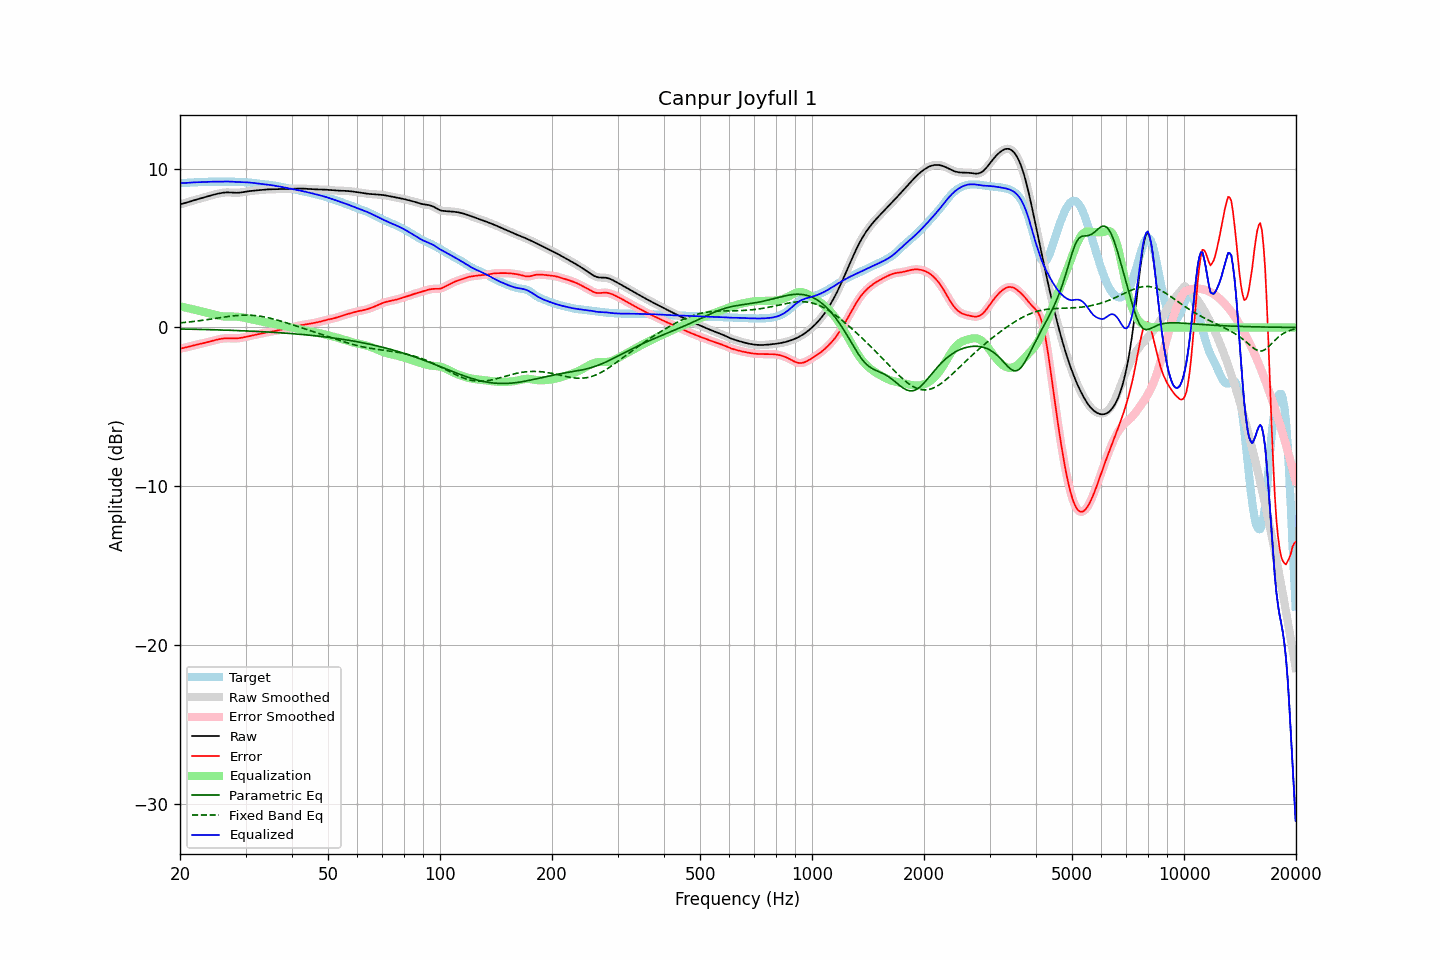 Canpur Joyfull 1
Amplitude (dBr)
10
0
−10
−20
−30
Target
Raw Smoothed
Error Smoothed
Raw
Error
Equalization
Parametric Eq
Fixed Band Eq
Equalized
20 50 100 200 500 1000 2000 5000 10000 20000
Frequency (Hz)